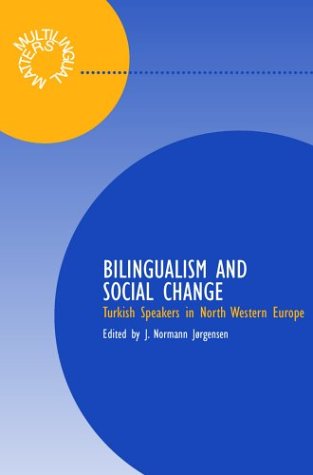 MULTILINGUAL
MATTERS
BILINGUALISM AND
SOCIAL CHANGE
Turkish Speakers in North Western Europe
Edited by J. Normann Jørgensen